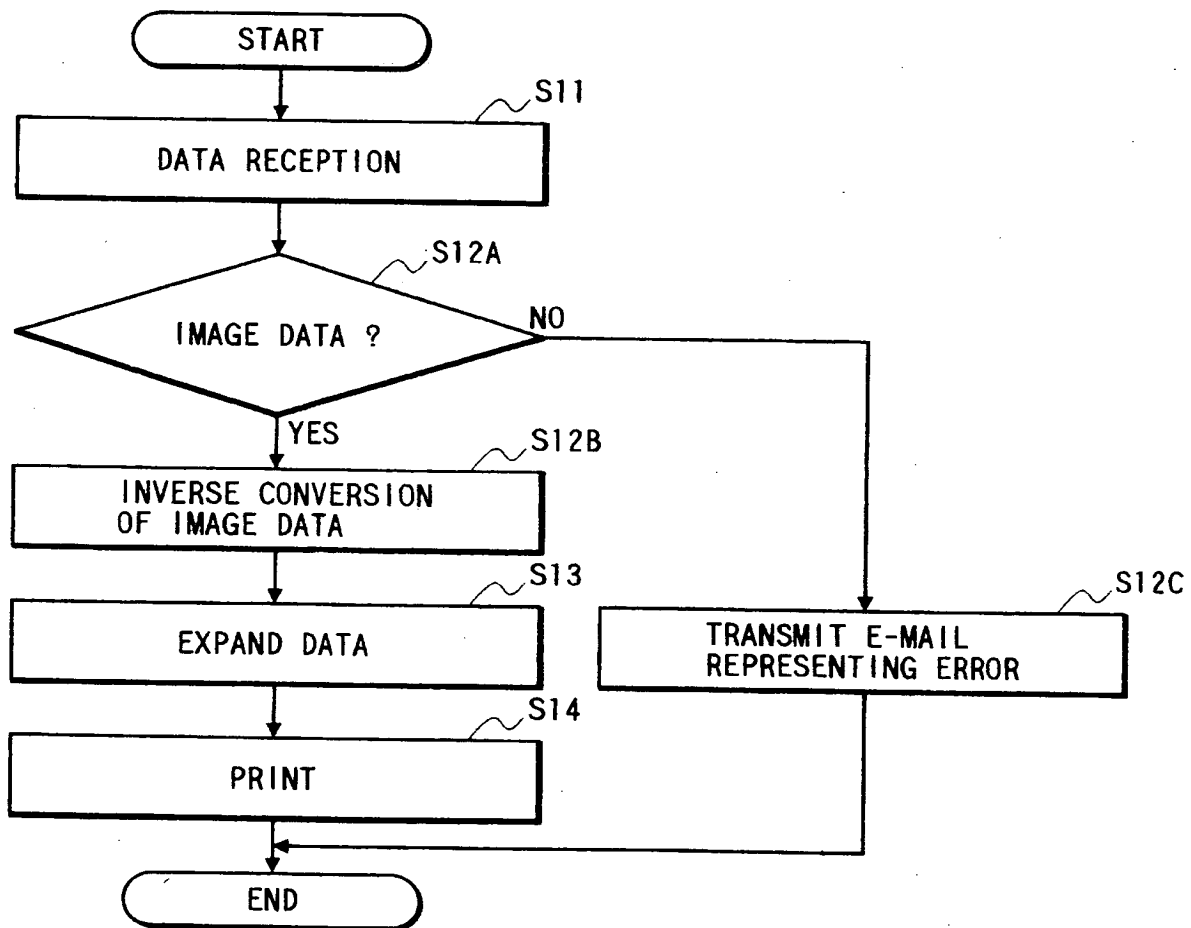 START
S11
DATA RECEPTION
S12A
IMAGE DATA ?
NO
YES
S12B
INVERSE CONVERSION
OF IMAGE DATA
S13
EXPAND DATA
S12C
TRANSMIT E-MAIL
REPRESENTING ERROR
S14
PRINT
END